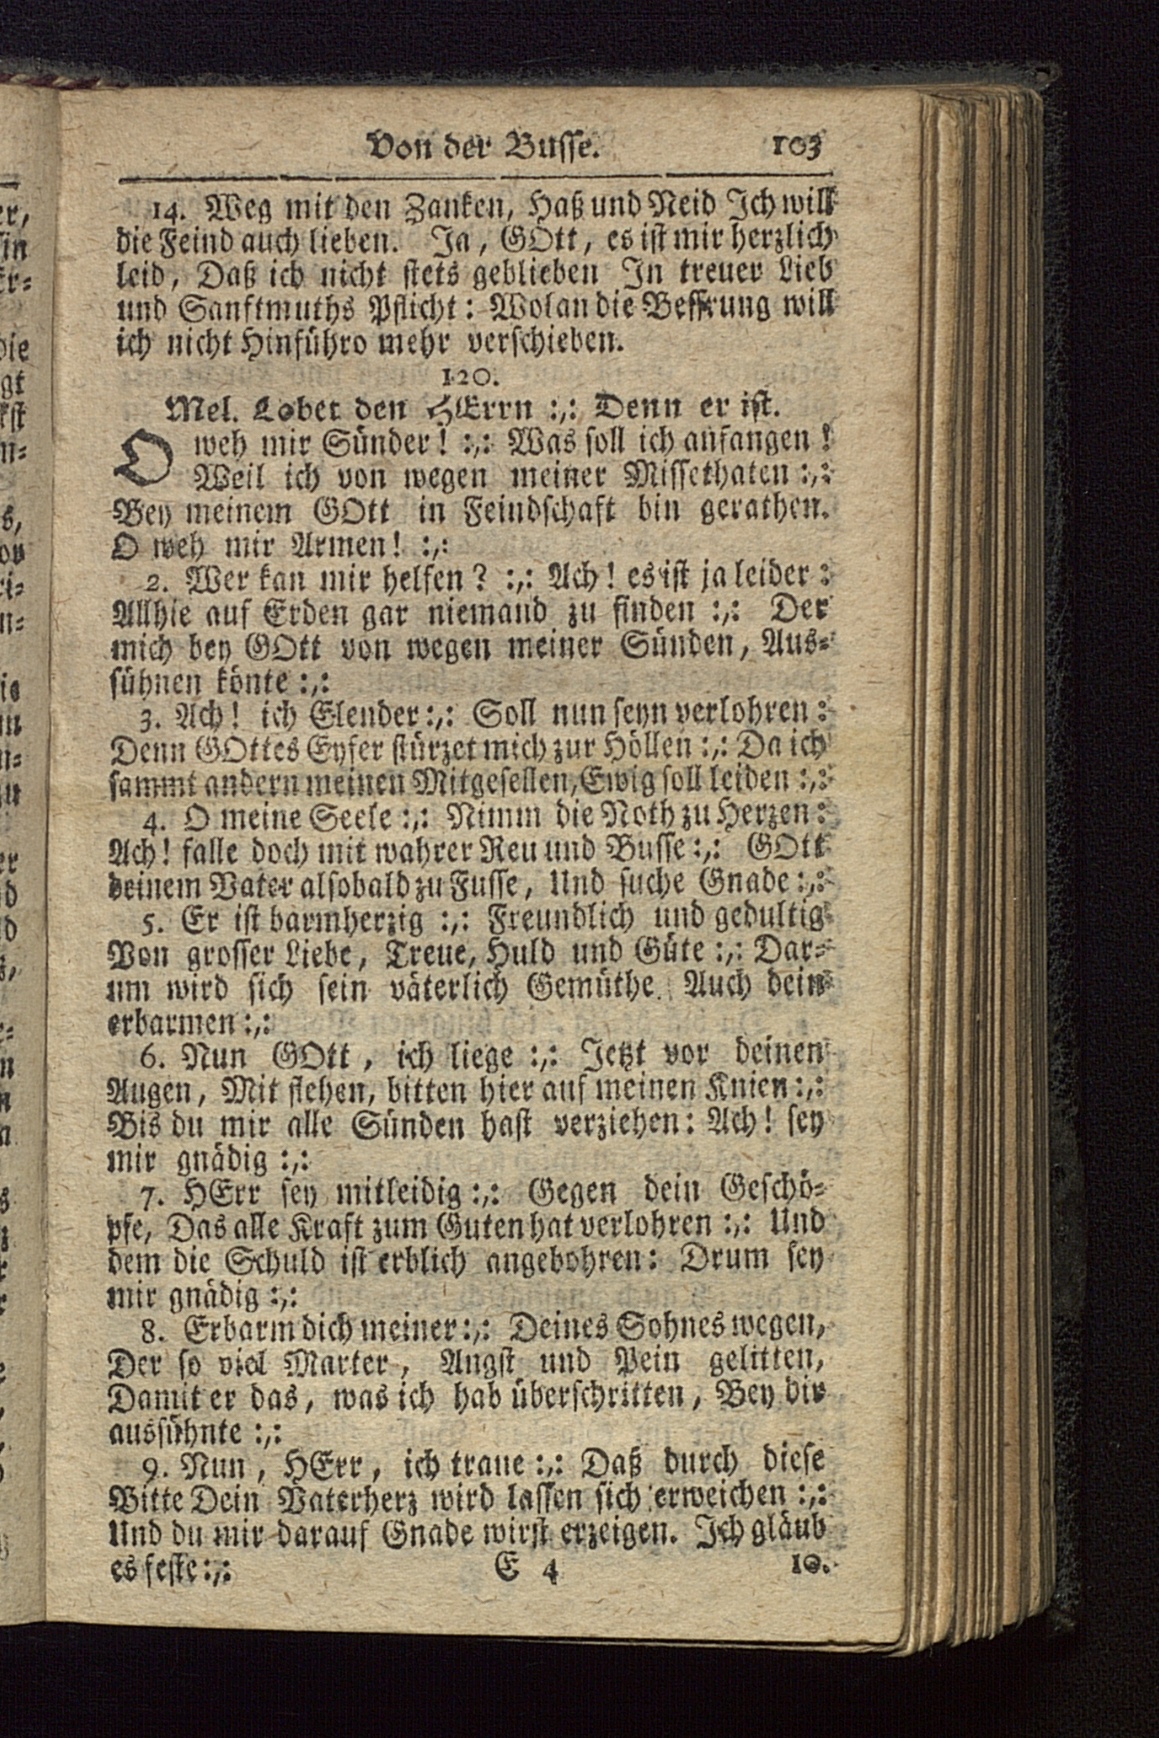 Von der Busse. 103
14. Weg mit den Zanken, Haß und Neid Ich will
die Feind auch lieben. Ja, GOtt, es ist mir herzlich
leid, Daß ich nicht stets geblieben In treuer Lieb
und Sanftmuths Pflicht: Wolan die Bessrung will
ich nicht Hinführo mehr verschieben.
120.
Mel. Lobet den HErrn :,: Denn er ist.
O weh mir Sünder! :,: Was soll ich anfangen!
Weil ich von wegen meiner Missethaten :,:
Bey meinem GOtt in Feindschaft bin gerathen.
O weh mir Armen! :,:
2. Wer kan mir helfen? :,: Ach! es ist ja leider:
Allhie auf Erden gar niemand zu finden :,: Der
mich bey GOtt von wegen meiner Sünden, Aus-
sühnen könte :,:
3. Ach! ich Elender :,: Soll nun seyn verlohren:
Denn GOttes Eyfer stürzet mich zur Höllen :,: Da ich
sammt andern meinen Mitgesellen, Ewig soll leiden :,:
4. O meine Seele :,: Nimm die Noth zu Herzen:
Ach! falle doch mit wahrer Reu und Busse :,: GOtt
deinem Vater alsobald zu Fusse, Und suche Gnade :,:
5. Er ist barmherzig :,: Freundlich und gedultig
Von grosser Liebe, Treue, Huld und Güte :,: Dar-
um wird sich sein väterlich Gemüthe Auch dein
erbarmen :,:
6. Nun GOtt, ich liege :,: Jetzt vor deinen
Augen, Mit flehen, bitten hier auf meinen Knien :,:
Bis du mir alle Sünden hast verziehen: Ach! sey
mir gnädig :,:
7. HErr sey mitleidig :,: Gegen dein Geschö-
pfe, Das alle Kraft zum Guten hat verlohren :,: Und
dem die Schuld ist erblich angebohren: Drum sey
mir gnädig :,:
8. Erbarm dich meiner :,: Deines Sohnes wegen,
Der so viel Marter, Angst und Pein gelitten,
Damit er das, was ich hab überschritten, Bey dir
aussühnte :,:
9. Nun, HErr, ich traue :,: Daß durch diese
Bitte Dein Vaterherz wird lassen sich erweichen :,:
Und du mir darauf Gnade wirst erzeigen. Ich gläub
es feste :,: E 4 10.